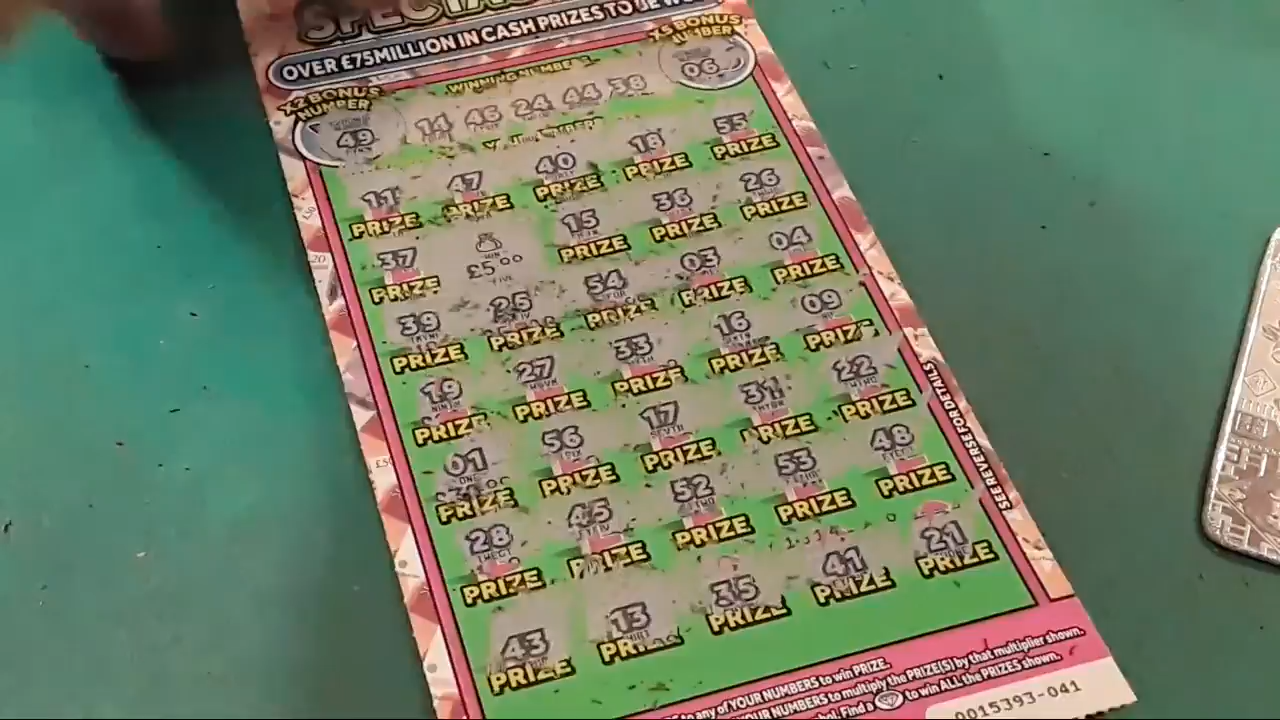 OVER £75MILLION IN CASH PRIZES TO BE
X5 BONUS NUMBER
06
WINNING NUMBERS
X2 BONUS NUMBER
49
14 46 24 44 38
YOUR NUMBERS
11 47 40 18 55
PRIZE PRIZE PRIZE PRIZE PRIZE
37 WIN £5.00 15 36 26
FIVE
PRIZE PRIZE PRIZE PRIZE
39 25 54 03 04
PRIZE PRIZE PRIZE PRIZE PRIZE
19 27 33 16 09
PRIZE PRIZE PRIZE PRIZE PRIZE
01 56 17 31 22
PRIZE PRIZE PRIZE PRIZE PRIZE
28 45 52 53 48
PRIZE PRIZE PRIZE PRIZE PRIZE
43 13 35 41 21
PRIZE PRIZE PRIZE PRIZE PRIZE
SEE REVERSE FOR DETAILS
to any of YOUR NUMBERS to win PRIZE.
YOUR NUMBERS to multiply the PRIZE(S) by that multiplier shown.
Find a to win ALL the PRIZES shown.
0015393-041